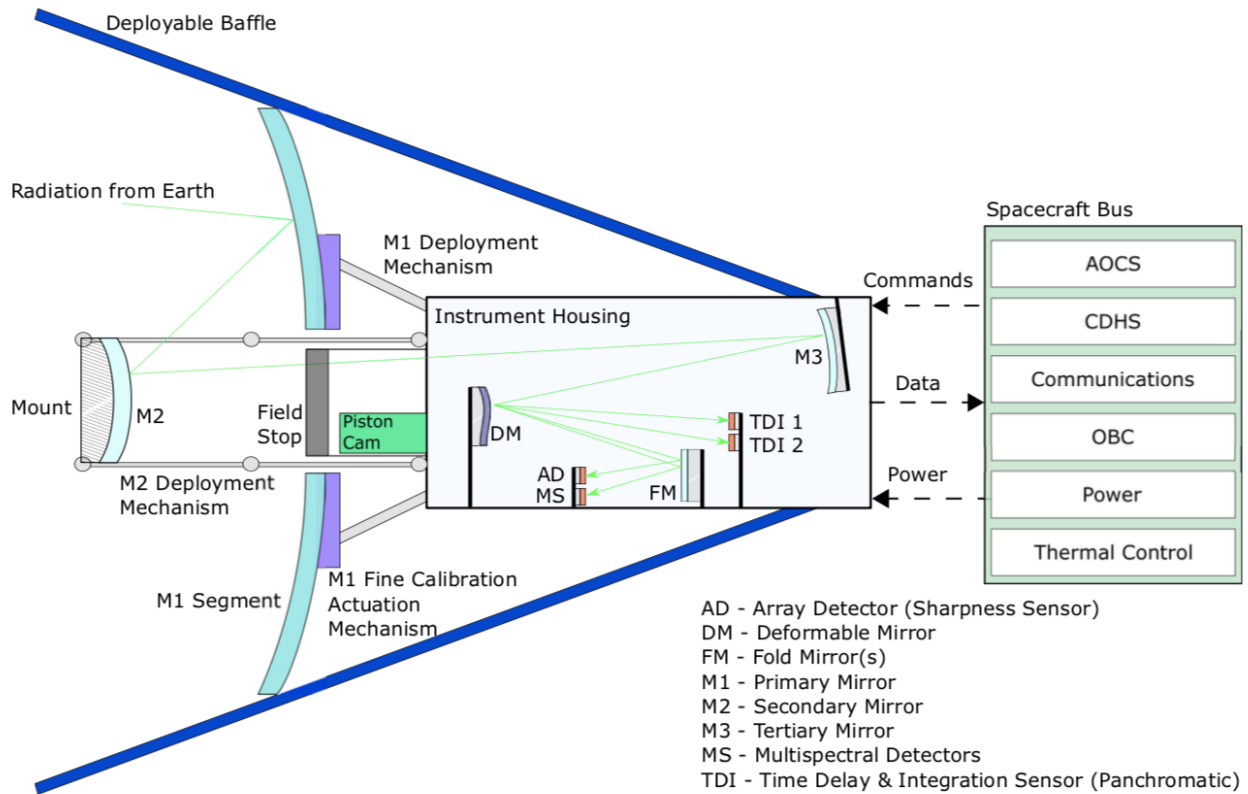 Deployable Baffle
Radiation from Earth
M1 Deployment
Mechanism
Instrument Housing
M3
Mount
M2
Field
Stop
Piston
Cam
DM
TDI 1
TDI 2
AD
MS
FM
M2 Deployment
Mechanism
M1 Segment
M1 Fine Calibration
Actuation
Mechanism
Commands
Data
Power
Spacecraft Bus
AOCS
CDHS
Communications
OBC
Power
Thermal Control
AD - Array Detector (Sharpness Sensor)
DM - Deformable Mirror
FM - Fold Mirror(s)
M1 - Primary Mirror
M2 - Secondary Mirror
M3 - Tertiary Mirror
MS - Multispectral Detectors
TDI - Time Delay & Integration Sensor (Panchromatic)